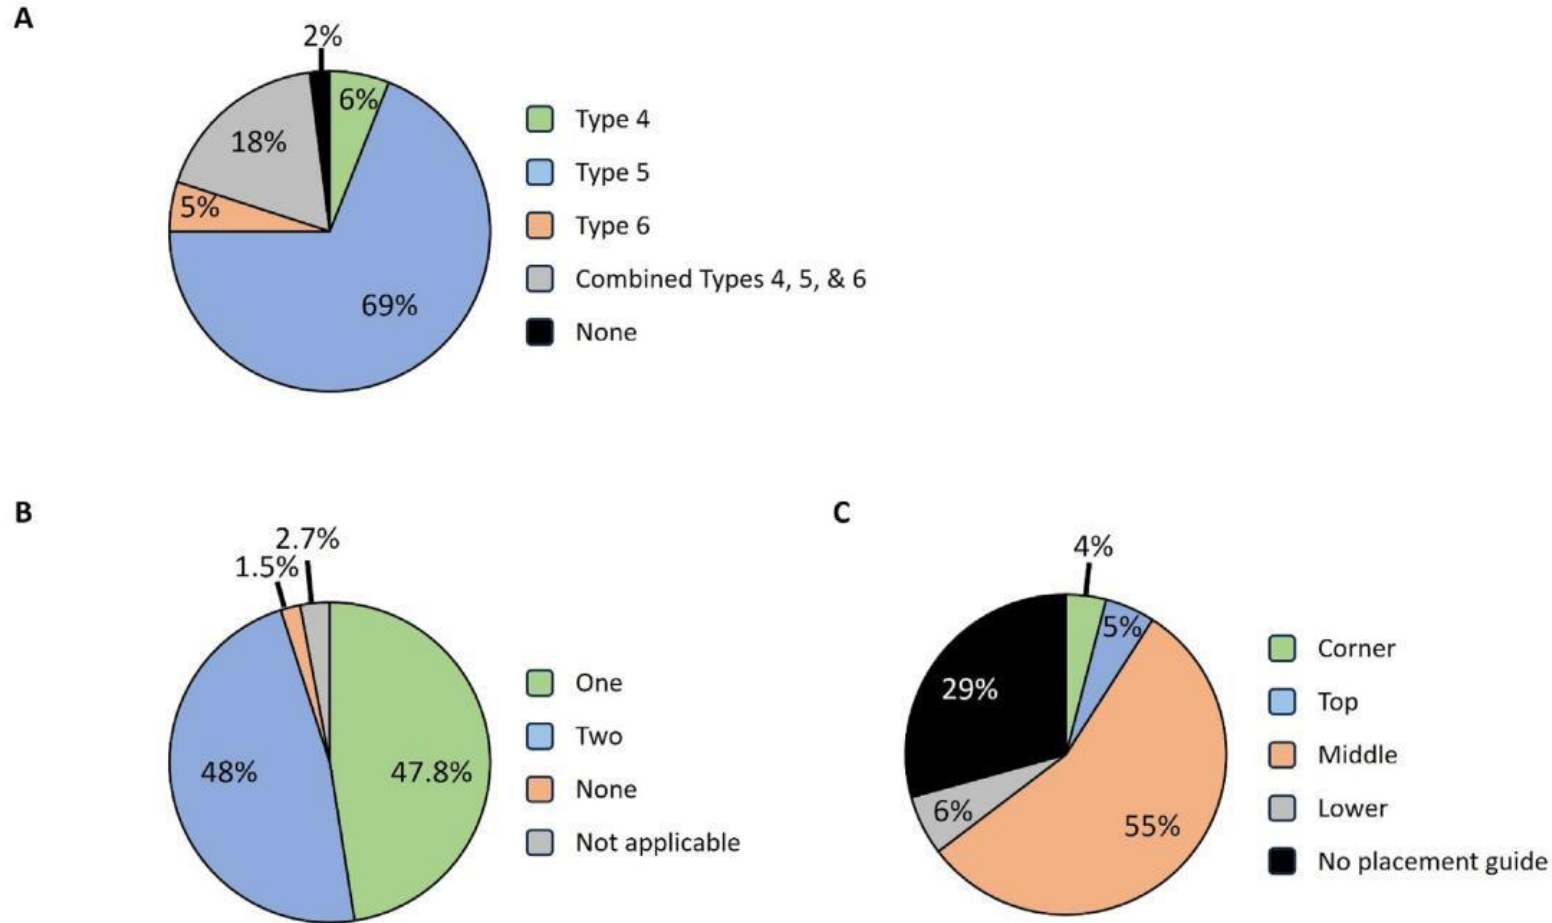 A
2%
6%
18%
5%
69%
Type 4
Type 5
Type 6
Combined Types 4, 5, & 6
None
B
2.7%
1.5%
48%
47.8%
One
Two
None
Not applicable
C
4%
5%
29%
6%
55%
Corner
Top
Middle
Lower
No placement guide